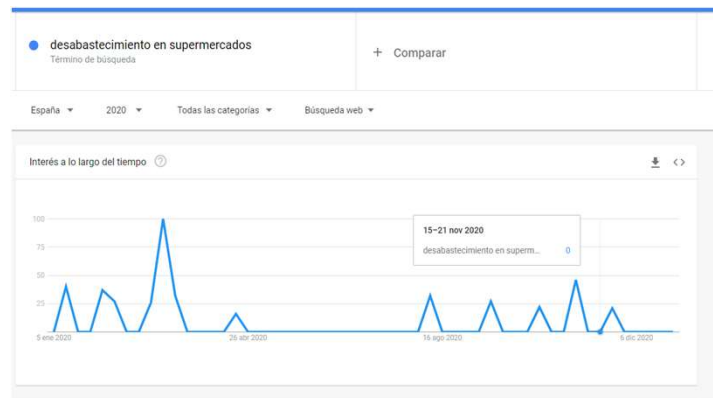 desabastecimiento en supermercados
Término de búsqueda
+ Comparar
España
2020
Todas las categorías
Búsqueda web
Interés a lo largo del tiempo
100
75
50
25
15–21 nov 2020
desabastecimiento en superm... 0
5 ene 2020
26 abr 2020
16 ago 2020
6 dic 2020